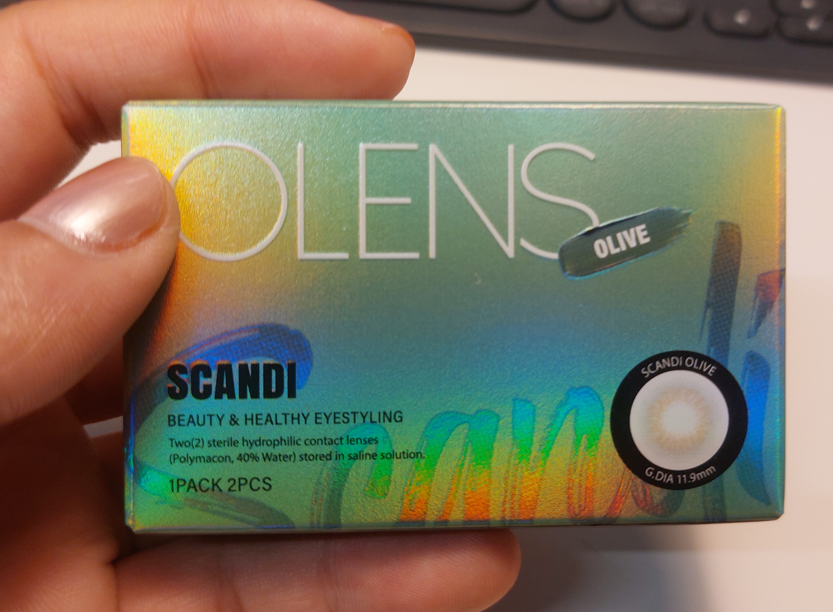 OLENS
OLIVE
SCANDI
BEAUTY & HEALTHY EYESTYLING
Two(2) sterile hydrophilic contact lenses
(Polymacon, 40% Water) stored in saline solution.
1PACK 2PCS
scandi
SCANDI OLIVE
G.DIA 11.9mm